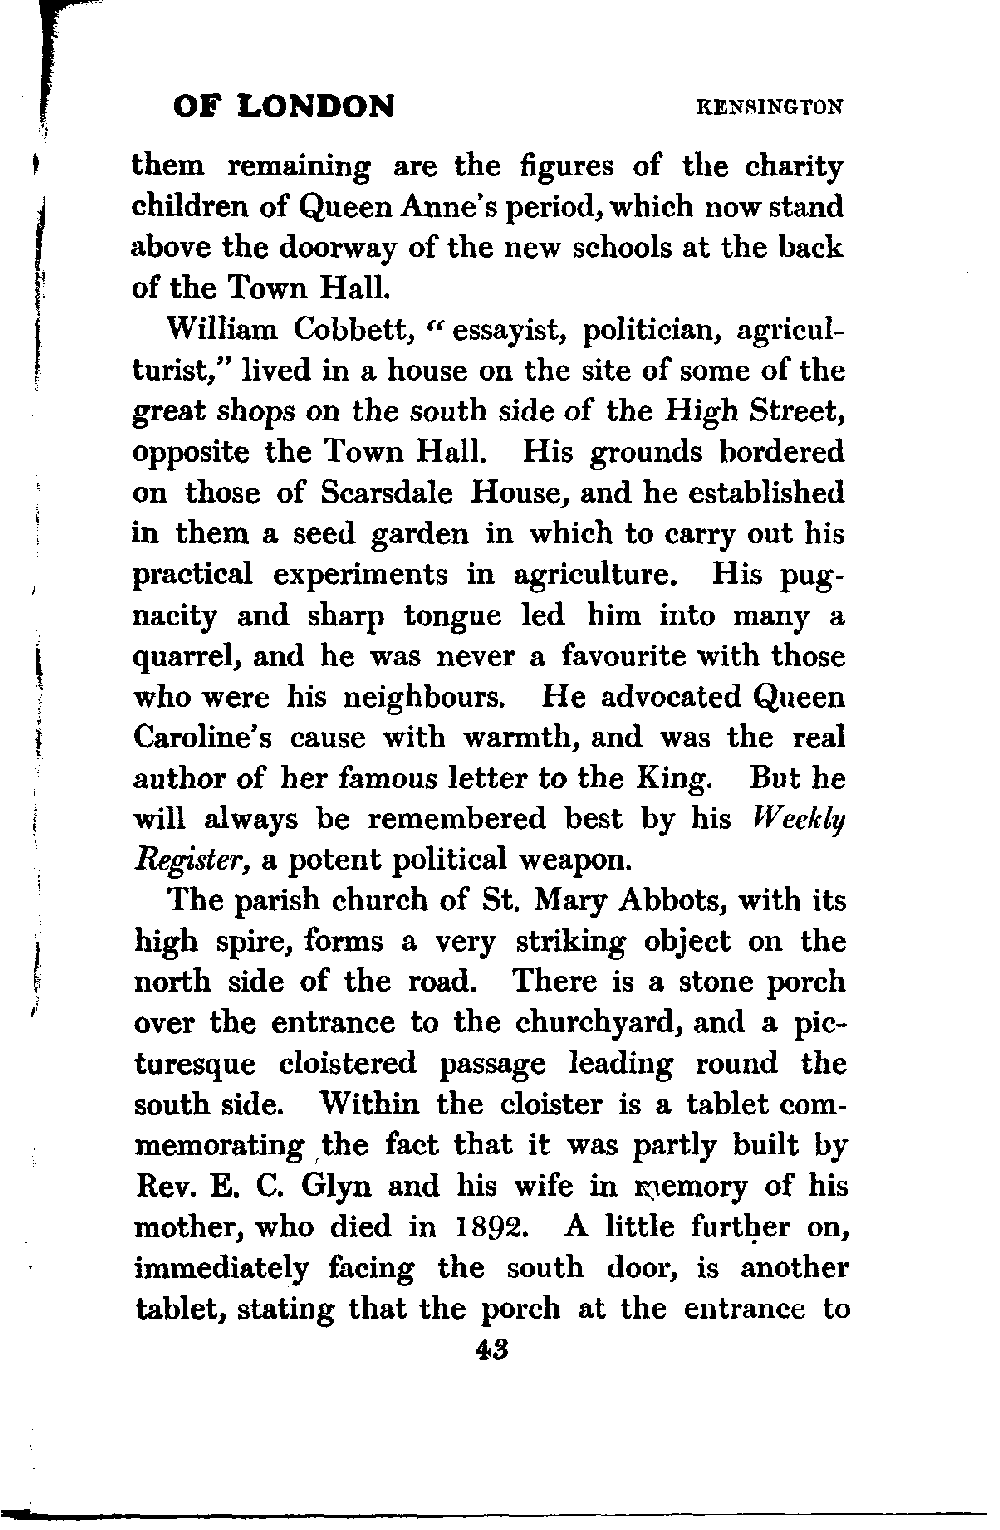 OF LONDON KENSINGTON
them remaining are the figures of the charity
children of Queen Anne's period, which now stand
above the doorway of the new schools at the back
of the Town Hall.
William Cobbett, "essayist, politician, agricul-
turist," lived in a house on the site of some of the
great shops on the south side of the High Street,
opposite the Town Hall. His grounds bordered
on those of Scarsdale House, and he established
in them a seed garden in which to carry out his
practical experiments in agriculture. His pug-
nacity and sharp tongue led him into many a
quarrel, and he was never a favourite with those
who were his neighbours. He advocated Queen
Caroline's cause with warmth, and was the real
author of her famous letter to the King. But he
will always be remembered best by his Weekly
Register, a potent political weapon.
The parish church of St. Mary Abbots, with its
high spire, forms a very striking object on the
north side of the road. There is a stone porch
over the entrance to the churchyard, and a pic-
turesque cloistered passage leading round the
south side. Within the cloister is a tablet com-
memorating the fact that it was partly built by
Rev. E. C. Glyn and his wife in memory of his
mother, who died in 1892. A little further on,
immediately facing the south door, is another
tablet, stating that the porch at the entrance to
43